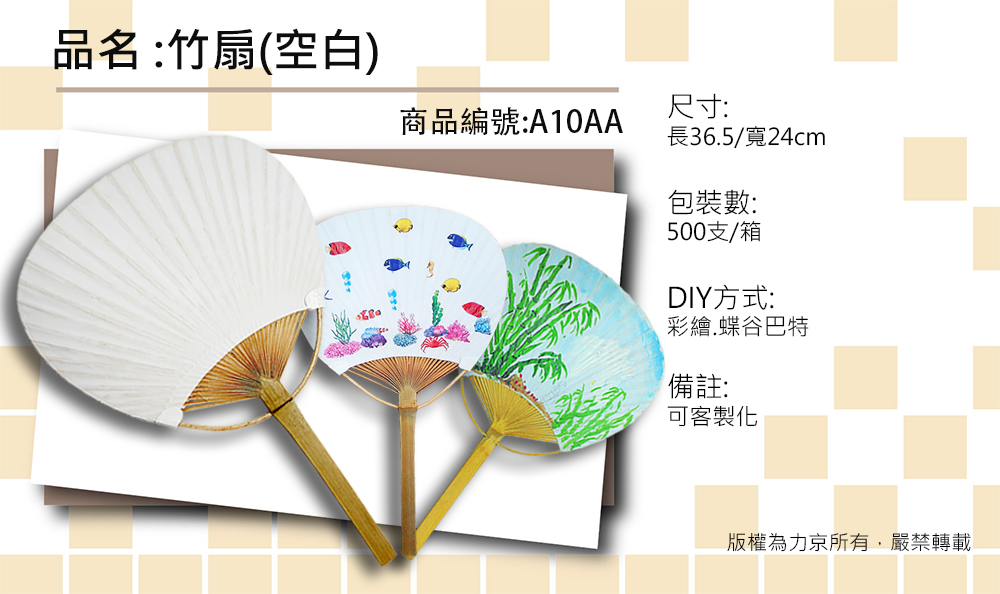 品名 :竹扇(空白)
商品編號:A10AA
尺寸:
長36.5/寬24cm
包裝數:
500支/箱
DIY方式:
彩繪.蝶谷巴特
備註:
可客製化
版權為力京所有，嚴禁轉載